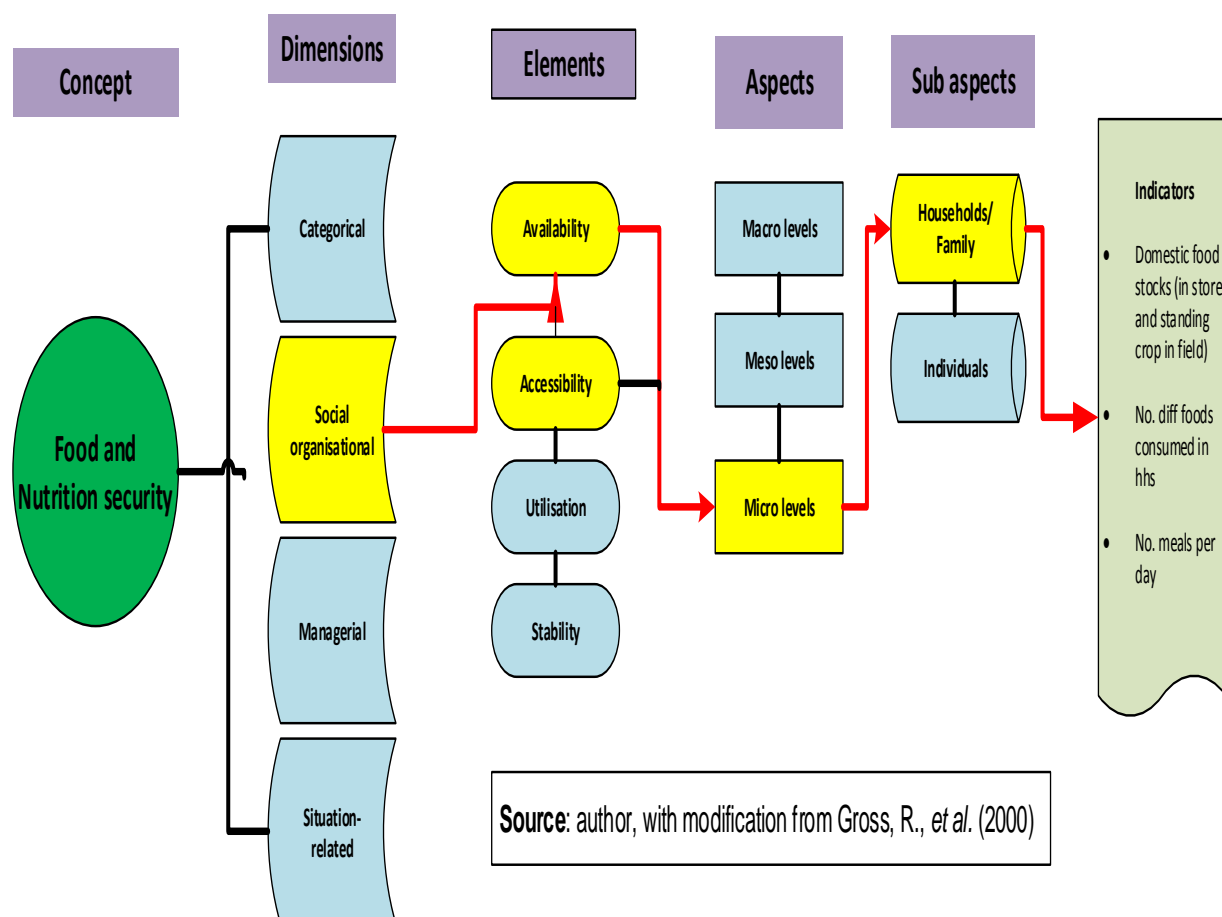 Concept
Dimensions
Elements
Aspects
Sub aspects
Food and
Nutrition security
Categorical
Social
organisational
Managerial
Situation-
related
Availability
Accessibility
Utilisation
Stability
Macro levels
Meso levels
Micro levels
Households/
Family
Individuals
Indicators
• Domestic food
stocks (in store
and standing
crop in field)
• No. diff foods
consumed in
hhs
• No. meals per
day
Source: author, with modification from Gross, R., et al. (2000)